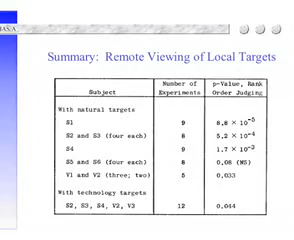 Summary: Remote Viewing of Local Targets
Subject Number of Experiments p-Value, Rank Order Judging
With natural targets
S1 9 8.8 × 10⁻⁵
S2 and S3 (four each) 8 5.2 × 10⁻⁴
S4 9 1.7 × 10⁻³
S5 and S6 (four each) 8 0.08 (NS)
V1 and V2 (three; two) 5 0.033
With technology targets
S2, S3, S4, V2, V3 12 0.044